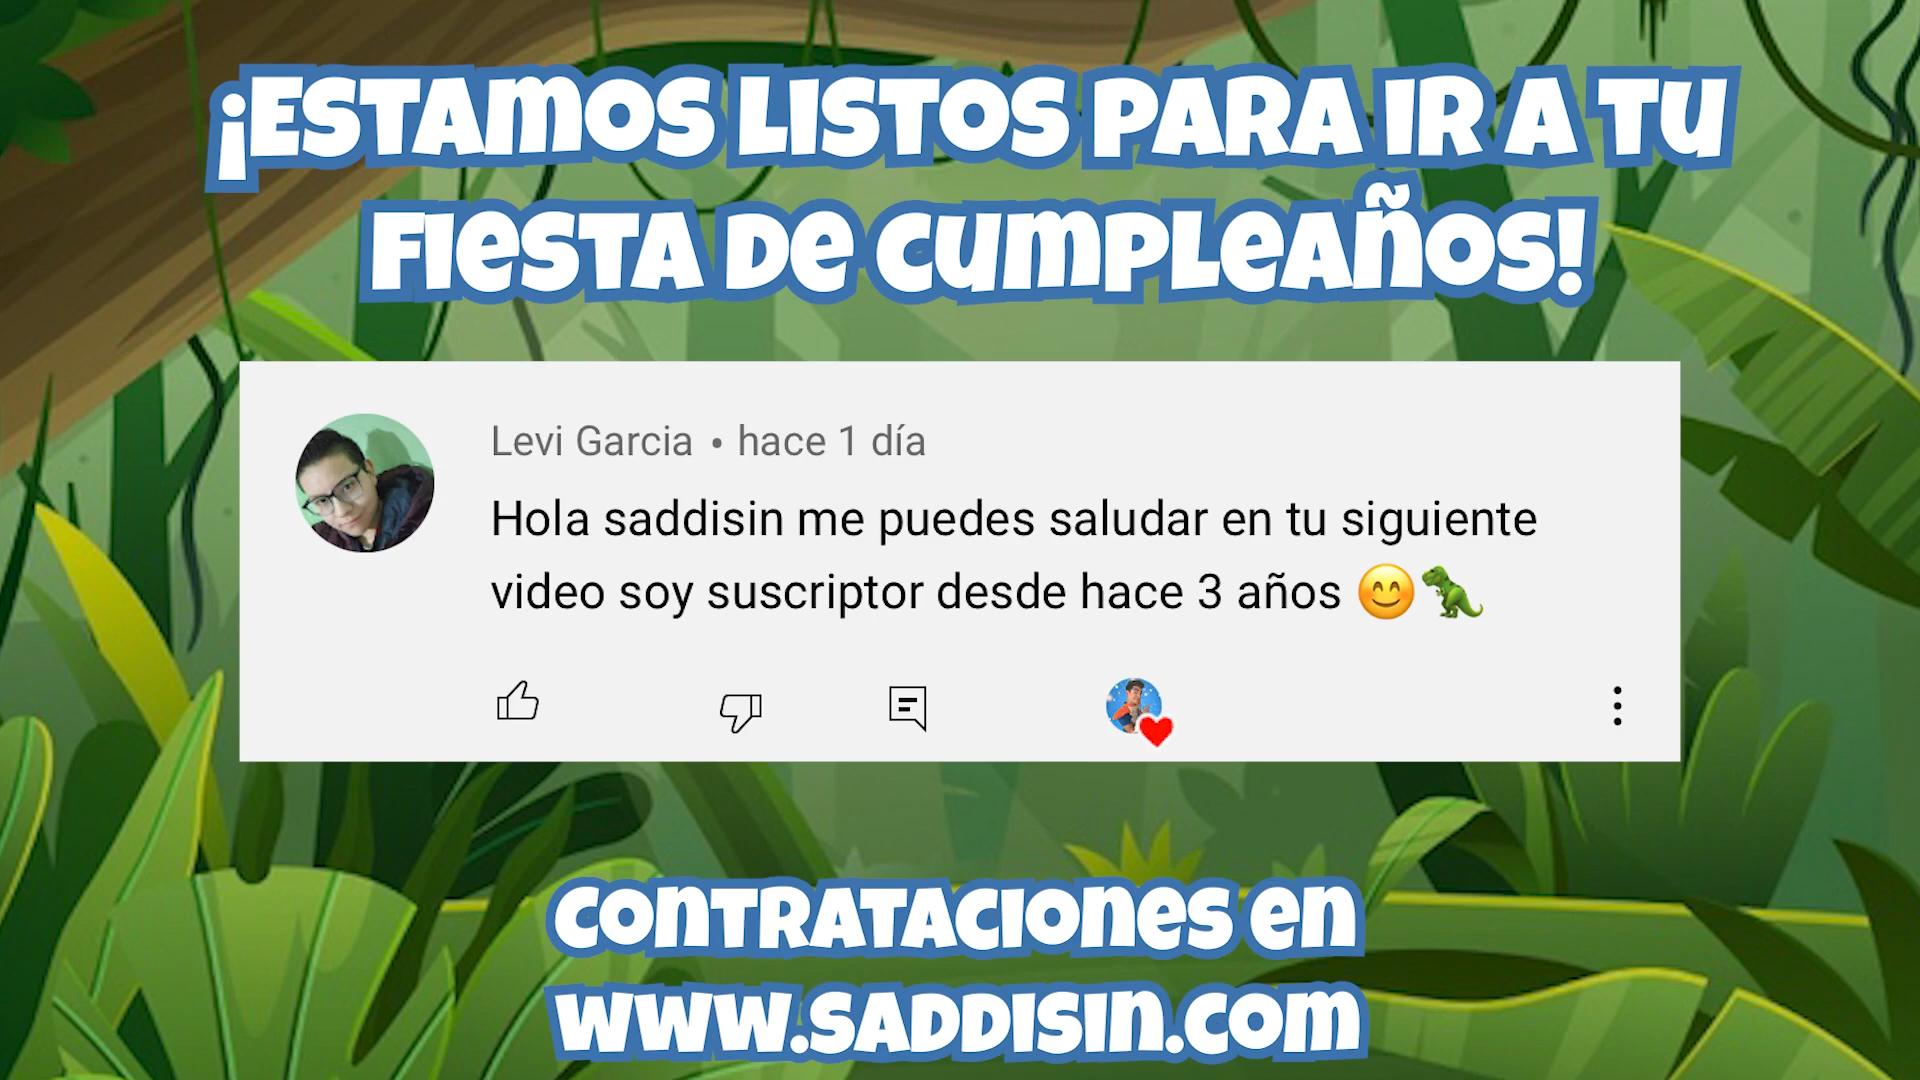 ¡ESTAMOS LISTOS PARA IR A TU
FIESTA DE CUMPLEAÑOS!
Levi Garcia • hace 1 día
Hola saddisin me puedes saludar en tu siguiente
video soy suscriptor desde hace 3 años 😊🦖
CONTRATACIONES EN
WWW.SADDISIN.COM